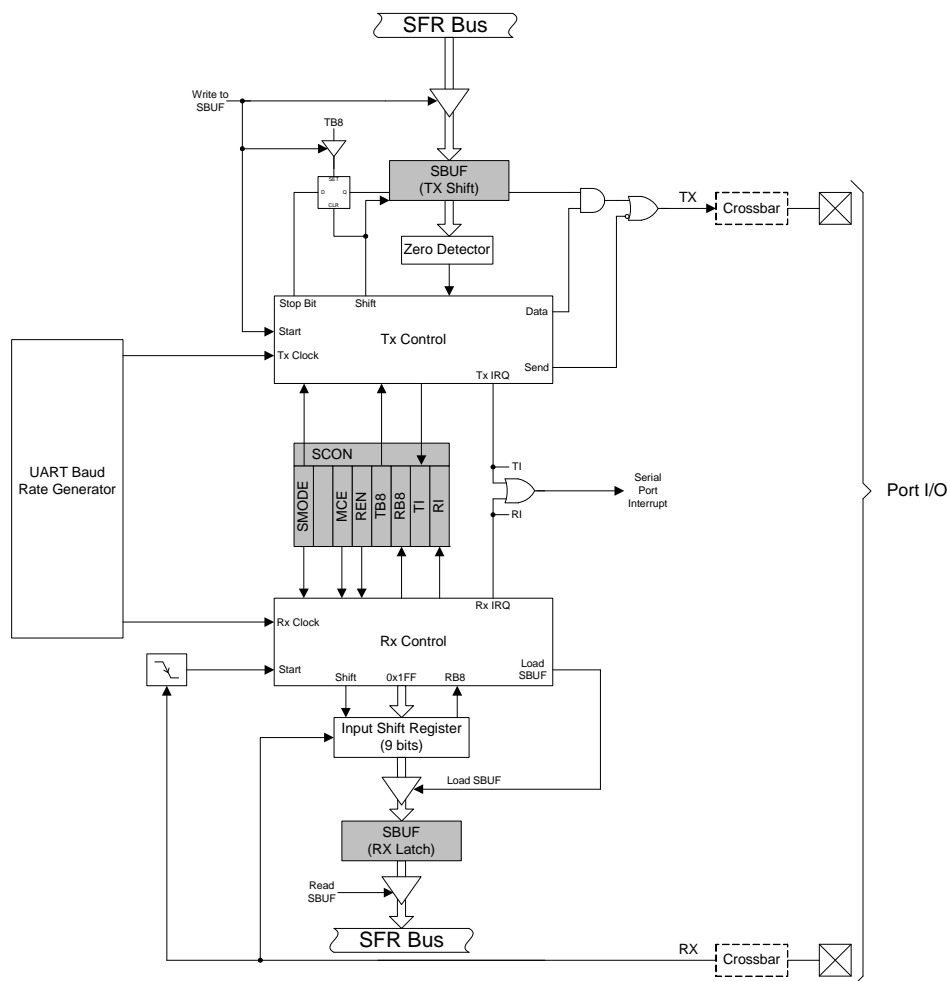 SFR Bus
Write to
SBUF
TB8
SET
D Q
CLR
SBUF
(TX Shift)
TX
Crossbar
Zero Detector
Stop Bit
Shift
Data
Start
Tx Control
Tx Clock
Send
Tx IRQ
UART Baud
Rate Generator
SCON
SMODE
MCE
REN
TB8
RB8
TI
RI
TI
Serial
Port
Interrupt
RI
Port I/O
Rx IRQ
Rx Clock
Rx Control
Start
Load
SBUF
Shift
0x1FF
RB8
Input Shift Register
(9 bits)
Load SBUF
SBUF
(RX Latch)
Read
SBUF
SFR Bus
RX
Crossbar